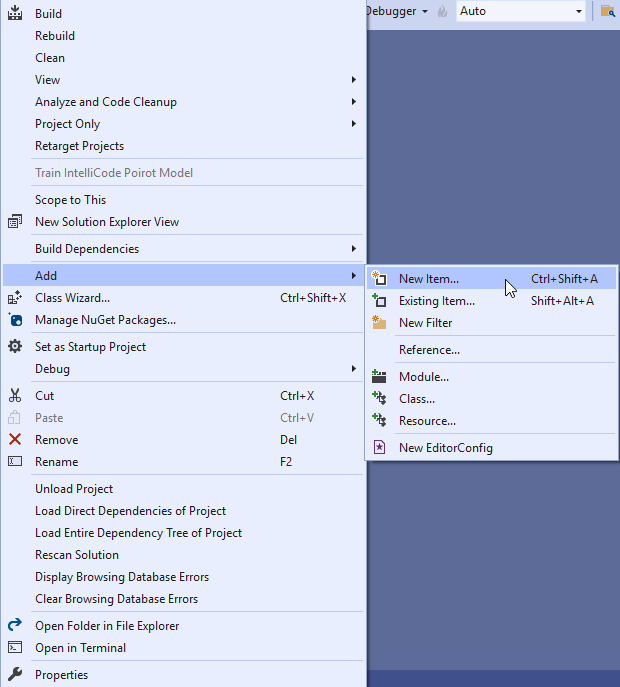 Debugger Auto
Build
Rebuild
Clean
View
Analyze and Code Cleanup
Project Only
Retarget Projects
Train IntelliCode Poirot Model
Scope to This
New Solution Explorer View
Build Dependencies
Add
Class Wizard... Ctrl+Shift+X
Manage NuGet Packages...
Set as Startup Project
Debug
Cut Ctrl+X
Paste Ctrl+V
Remove Del
Rename F2
Unload Project
Load Direct Dependencies of Project
Load Entire Dependency Tree of Project
Rescan Solution
Display Browsing Database Errors
Clear Browsing Database Errors
Open Folder in File Explorer
Open in Terminal
Properties
New Item... Ctrl+Shift+A
Existing Item... Shift+Alt+A
New Filter
Reference...
Module...
Class...
Resource...
New EditorConfig